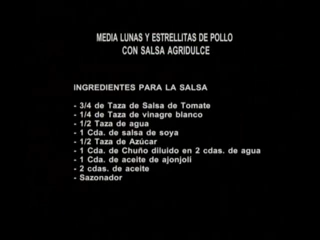 MEDIA LUNAS Y ESTRELLITAS DE POLLO
CON SALSA AGRIDULCE
INGREDIENTES PARA LA SALSA
- 3/4 de Taza de Salsa de Tomate
- 1/4 de Taza de vinagre blanco
- 1/2 Taza de agua
- 1 Cda. de salsa de soya
- 1/2 Taza de Azúcar
- 1 Cda. de Chuño diluido en 2 cdas. de agua
- 1 Cda. de aceite de ajonjolí
- 2 cdas. de aceite
- Sazonador